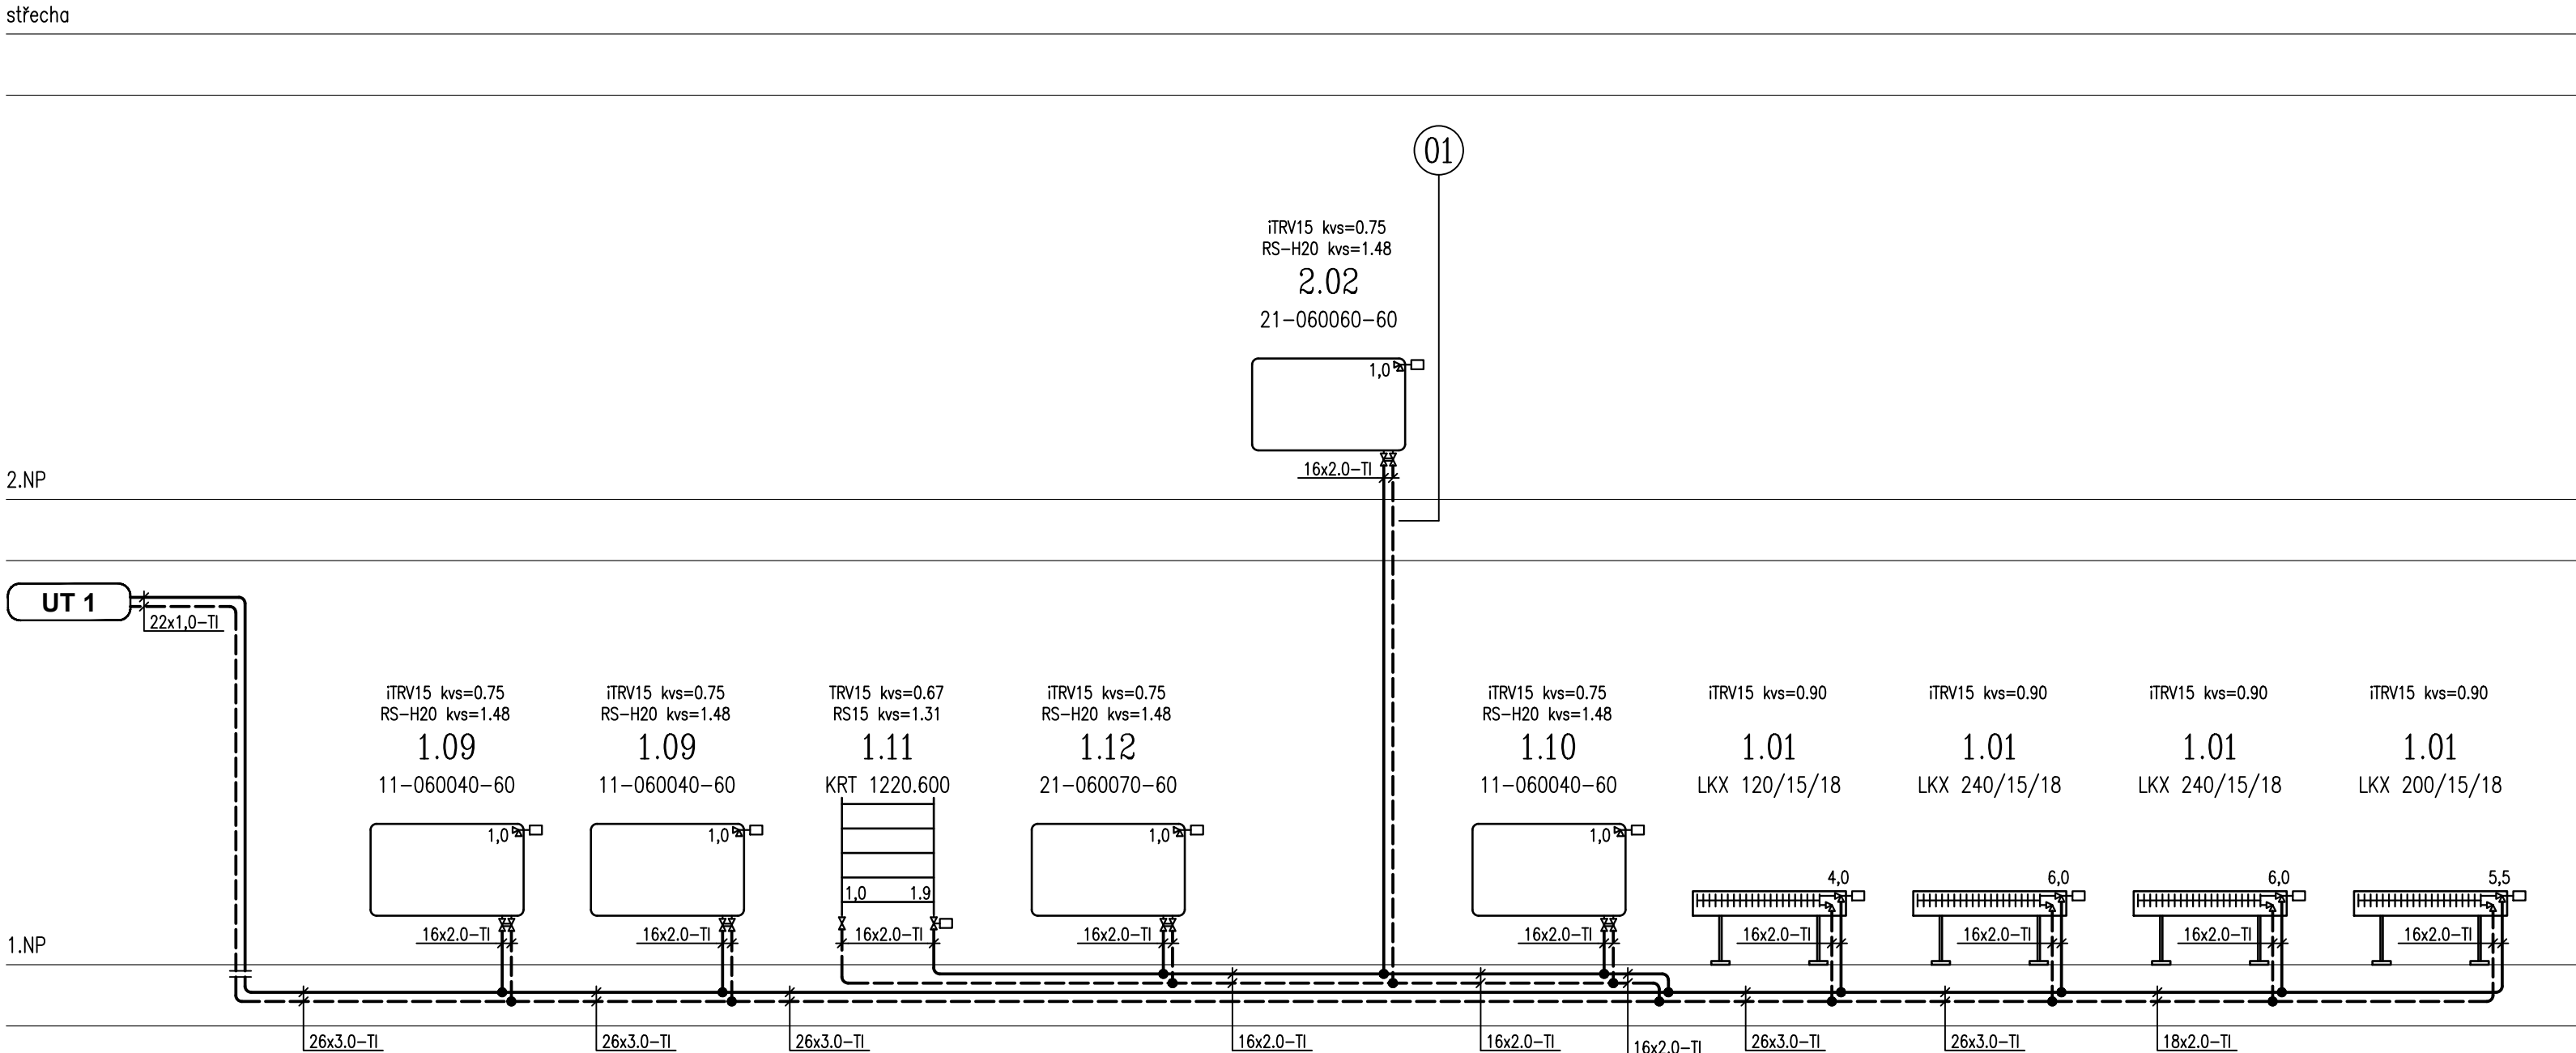 střecha
01
iTRV15 kvs=0.75
RS-H20 kvs=1.48
2.02
21-060060-60
1,0
16x2.0-TI
2.NP
UT 1
22x1,0-TI
iTRV15 kvs=0.75
RS-H20 kvs=1.48
1.09
11-060040-60
1,0
16x2.0-TI
iTRV15 kvs=0.75
RS-H20 kvs=1.48
1.09
11-060040-60
1,0
16x2.0-TI
TRV15 kvs=0.67
RS15 kvs=1.31
1.11
KRT 1220.600
1,0 1.9
16x2.0-TI
iTRV15 kvs=0.75
RS-H20 kvs=1.48
1.12
21-060070-60
1,0
16x2.0-TI
iTRV15 kvs=0.75
RS-H20 kvs=1.48
1.10
11-060040-60
1,0
16x2.0-TI
iTRV15 kvs=0.90
1.01
LKX 120/15/18
4,0
16x2.0-TI
iTRV15 kvs=0.90
1.01
LKX 240/15/18
6,0
16x2.0-TI
iTRV15 kvs=0.90
1.01
LKX 240/15/18
6,0
16x2.0-TI
iTRV15 kvs=0.90
1.01
LKX 200/15/18
5,5
16x2.0-TI
1.NP
26x3.0-TI
26x3.0-TI
26x3.0-TI
16x2.0-TI
16x2.0-TI
16x2.0-TI
26x3.0-TI
26x3.0-TI
18x2.0-TI